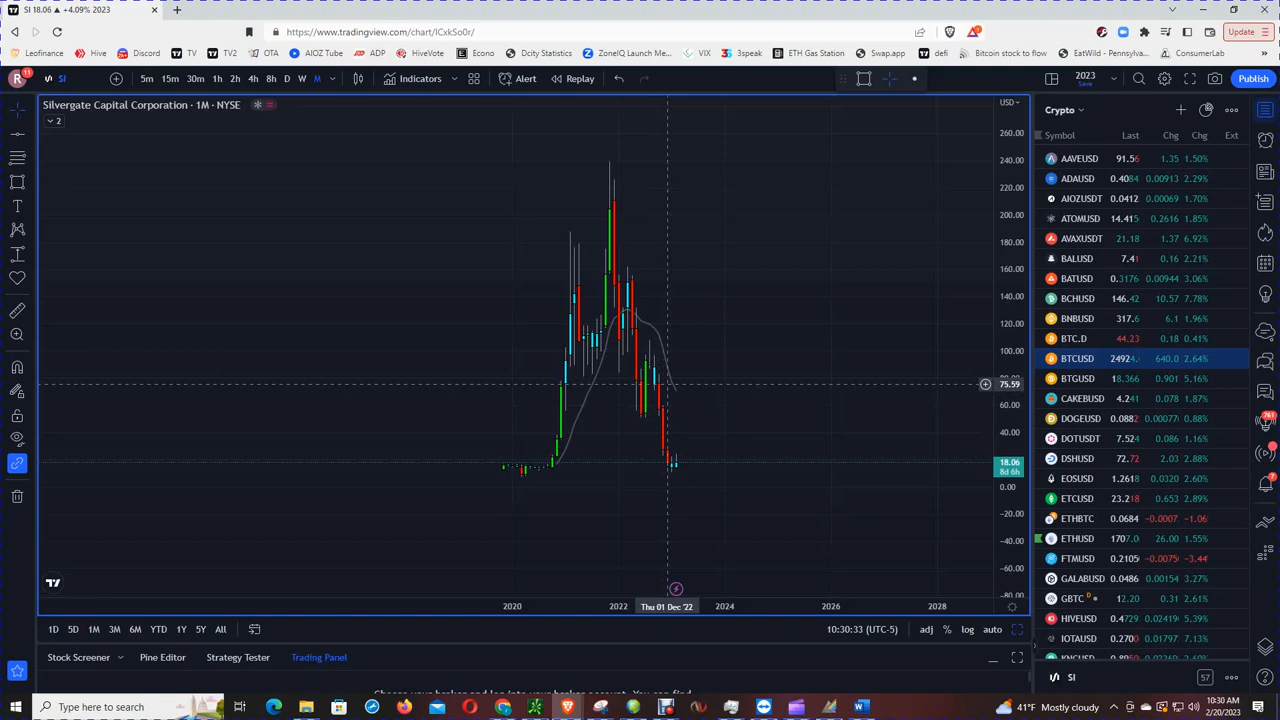 SI 18.06 ▲ +4.09% 2023
https://www.tradingview.com/chart/ICxkSo0r/
Update
Leofinance Hive Discord TV TV2 OTA AIOZ Tube ADP HiveVote Econo Dcity Statistics ZoneIQ Launch Me... VIX 3speak ETH Gas Station Swap.app defi Bitcoin stock to flow EatWild - Pennsylva... ConsumerLab
R 11 SI 5m 15m 30m 1h 2h 4h 8h D W M Indicators Alert Replay 2023 Save Publish
Silvergate Capital Corporation · 1M · NYSE
2
USD
260.00
240.00
220.00
200.00
180.00
160.00
140.00
120.00
100.00
75.59
60.00
40.00
18.06
8d 6h
0.00
−20.00
−40.00
−60.00
−80.00
2020 2022 Thu 01 Dec '22 2024 2026 2028
1D 5D 1M 3M 6M YTD 1Y 5Y All 10:30:33 (UTC-5) adj % log auto
Stock Screener Pine Editor Strategy Tester Trading Panel
Crypto
Symbol Last Chg Chg Ext
AAVEUSD 91.56 1.35 1.50%
ADAUSD 0.4084 0.00913 2.29%
AIOZUSDT 0.0412 0.00069 1.70%
ATOMUSD 14.415 0.2616 1.85%
AVAXUSDT 21.18 1.37 6.92%
BALUSD 7.41 0.16 2.21%
BATUSD 0.3176 0.00944 3.06%
BCHUSD 146.42 10.57 7.78%
BNBUSD 317.6 6.1 1.96%
BTC.D 44.23 0.18 0.41%
BTCUSD 24924. 640.0 2.64%
BTGUSD 18.366 0.901 5.16%
CAKEBUSD 4.241 0.078 1.87%
DOGEUSD 0.0882 0.000770 0.88%
DOTUSDT 7.524 0.086 1.16%
DSHUSD 72.72 2.03 2.88%
EOSUSD 1.2618 0.0320 2.60%
ETCUSD 23.218 0.653 2.89%
ETHBTC 0.0684 −0.0007 −1.06
ETHUSD 1707.0 26.00 1.55%
FTMUSD 0.2105 −0.0075 −3.44
GALABUSD 0.0486 0.00154 3.27%
GBTC D 12.20 0.31 2.61%
HIVEUSD 0.4729 0.02419 5.39%
IOTAUSD 0.2700 0.01797 7.13%
SI 57
761
7
Type here to search
41°F Mostly cloudy
10:30 AM
2/20/2023